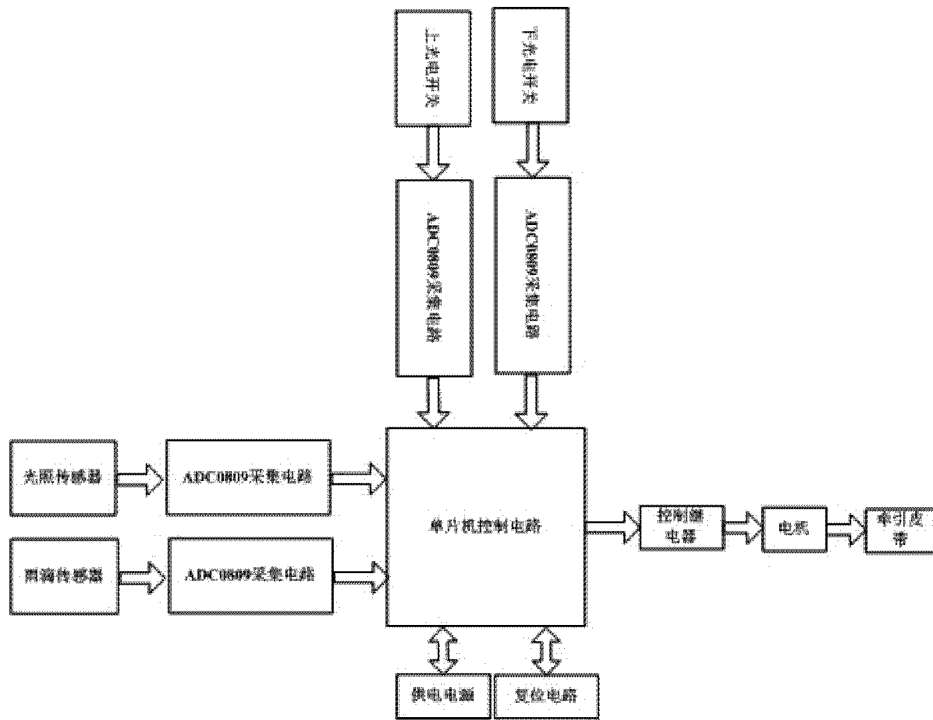 上光电开关
下光电开关
ADC0809采集电路
ADC0809采集电路
光照传感器
ADC0809采集电路
单片机控制电路
控制继
电器
电机
牵引皮
带
雨滴传感器
ADC0809采集电路
供电电源
复位电路